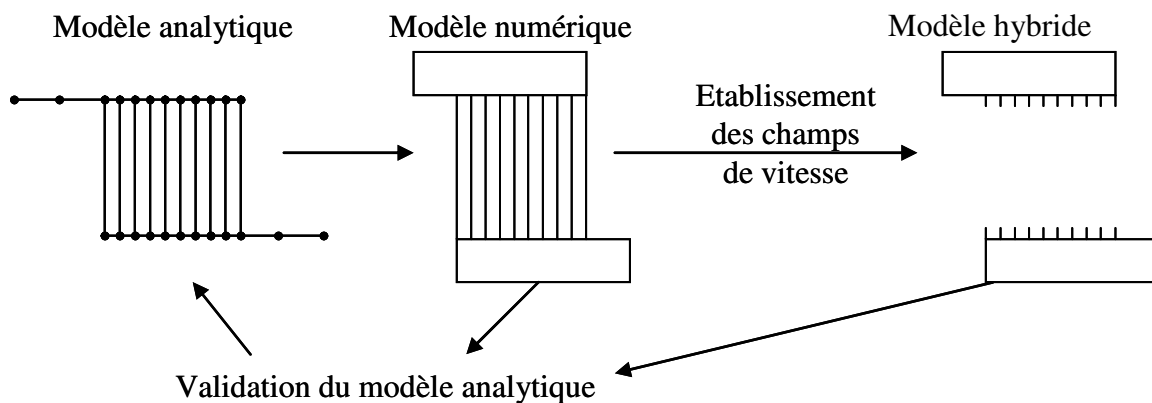 Modèle analytique
Modèle numérique
Modèle hybride
Etablissement
des champs
de vitesse
Validation du modèle analytique